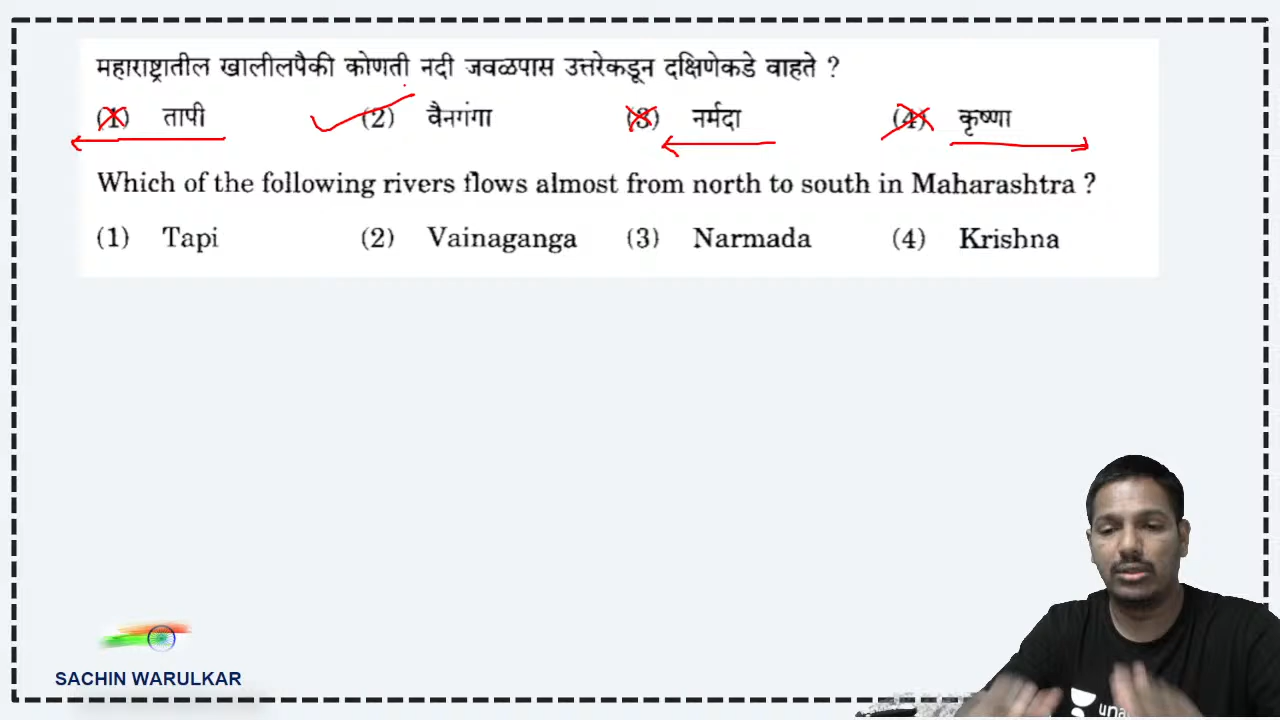 महाराष्ट्रातील खालीलपैकी कोणती नदी जवळपास उत्तरेकडून दक्षिणेकडे वाहते ?
(1) तापी (2) वैनगंगा (3) नर्मदा (4) कृष्णा
Which of the following rivers flows almost from north to south in Maharashtra ?
(1) Tapi (2) Vainaganga (3) Narmada (4) Krishna
SACHIN WARULKAR